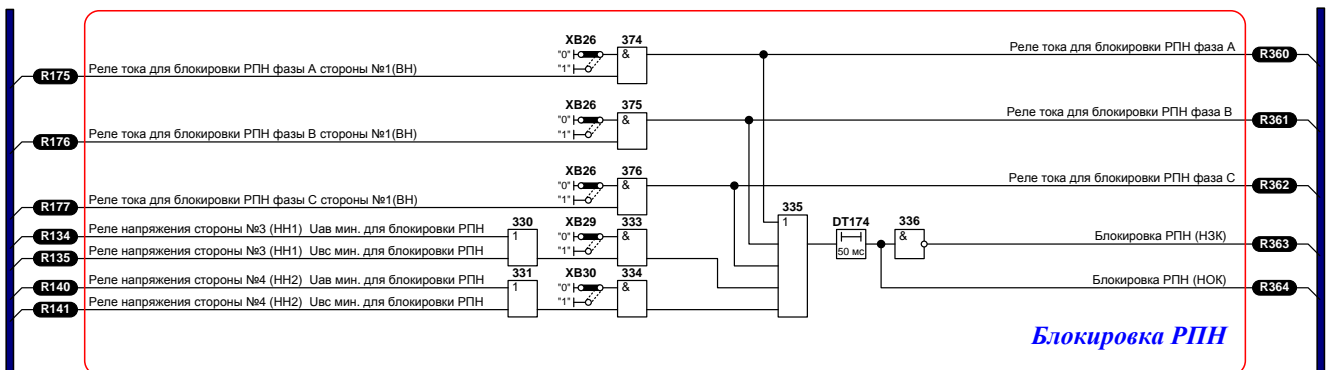 XB26 374
"0" & Реле тока для блокировки РПН фаза А R360
"1"
R175 Реле тока для блокировки РПН фазы А стороны №1(ВН)
XB26 375
"0" & Реле тока для блокировки РПН фаза В R361
"1"
R176 Реле тока для блокировки РПН фазы В стороны №1(ВН)
XB26 376
"0" & Реле тока для блокировки РПН фаза С R362
"1"
R177 Реле тока для блокировки РПН фазы С стороны №1(ВН)
335
330 XB29 333 1 DT174 336
R134 Реле напряжения стороны №3 (НН1) Uав мин. для блокировки РПН 1 "0" & & Блокировка РПН (НЗК) R363
R135 Реле напряжения стороны №3 (НН1) Uвс мин. для блокировки РПН "1" 50 мс
331 XB30 334
R140 Реле напряжения стороны №4 (НН2) Uав мин. для блокировки РПН 1 "0" & Блокировка РПН (НОК) R364
R141 Реле напряжения стороны №4 (НН2) Uвс мин. для блокировки РПН "1"
Блокировка РПН